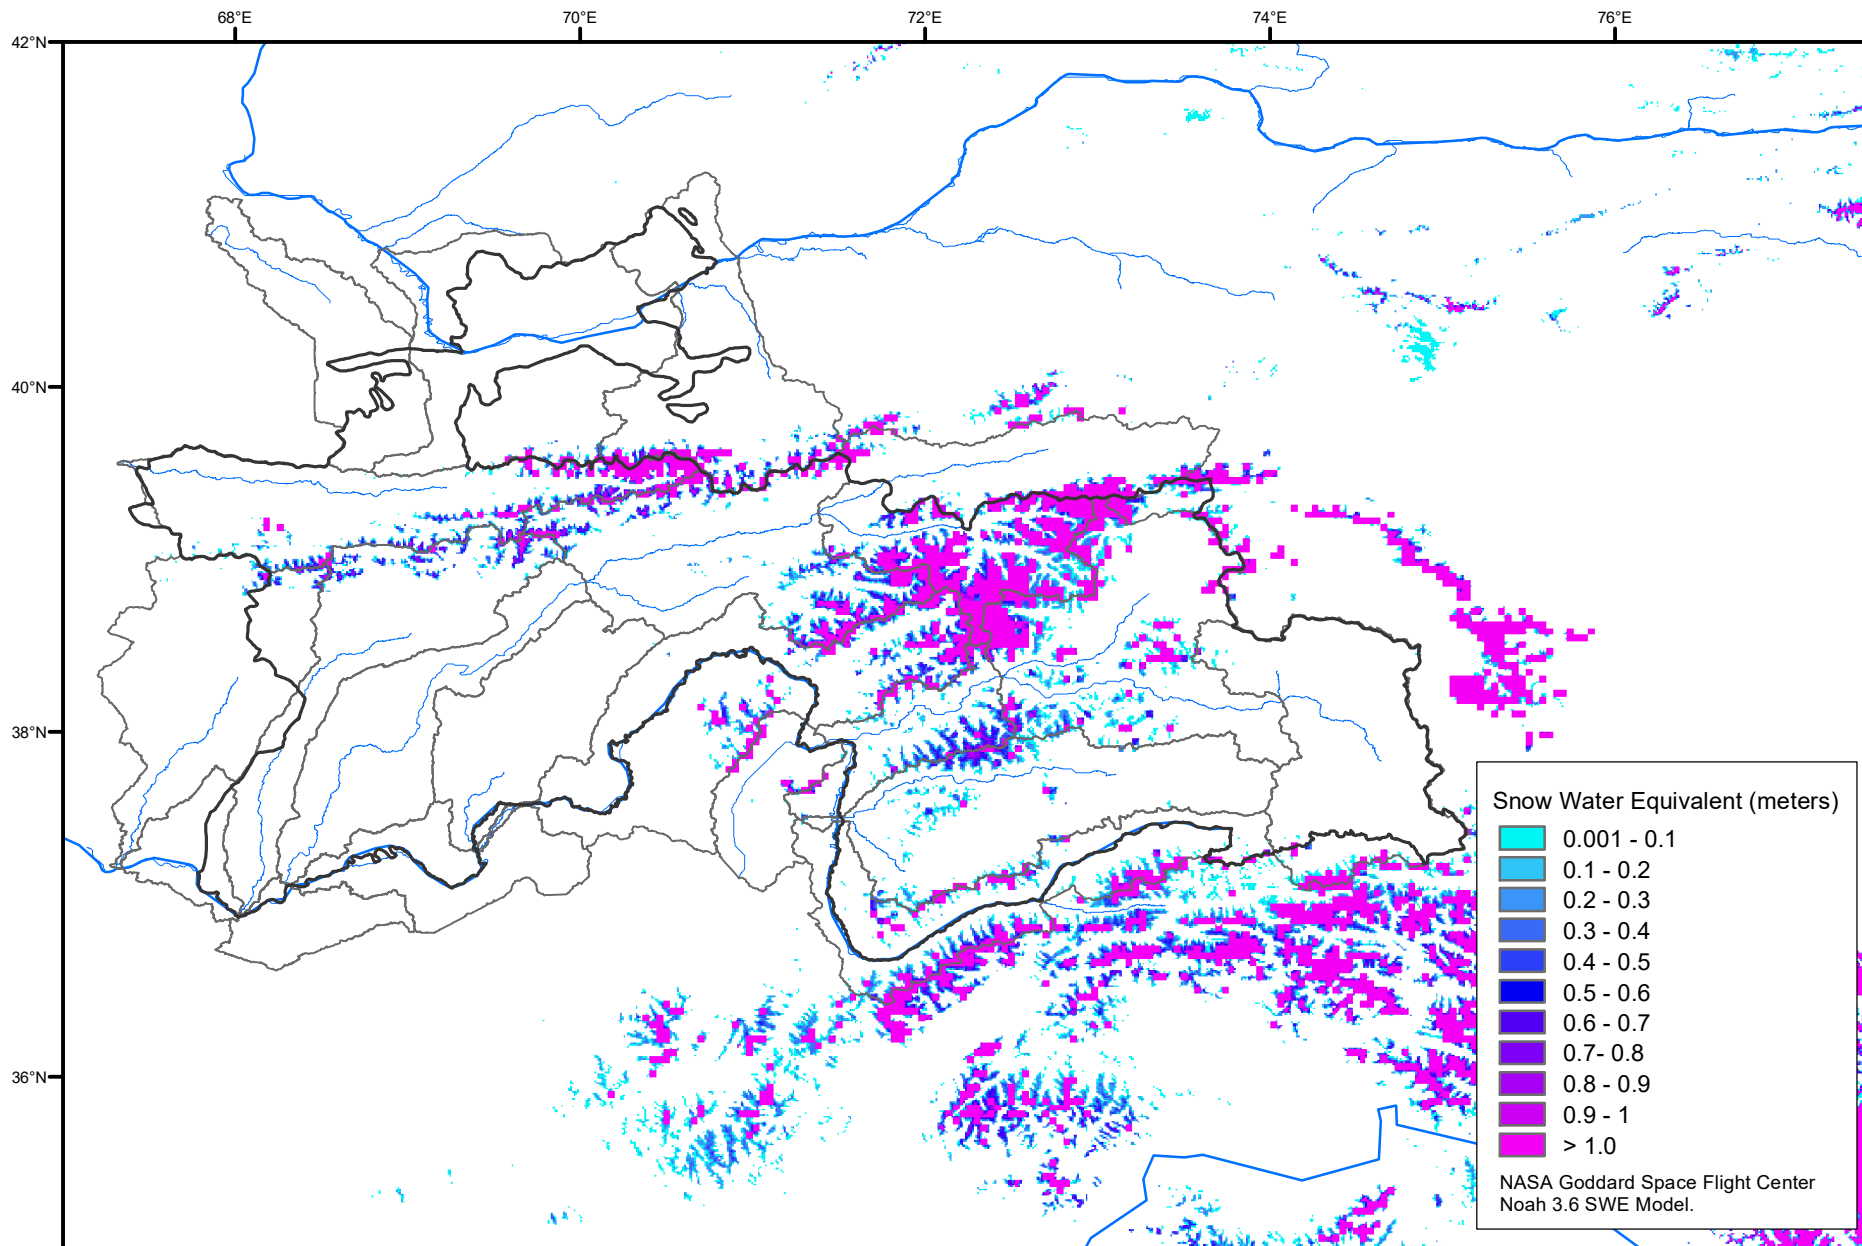 68°E 70°E 72°E 74°E 76°E
42°N
40°N
38°N
36°N
Snow Water Equivalent (meters)
0.001 - 0.1
0.1 - 0.2
0.2 - 0.3
0.3 - 0.4
0.4 - 0.5
0.5 - 0.6
0.6 - 0.7
0.7- 0.8
0.8 - 0.9
0.9 - 1
> 1.0
NASA Goddard Space Flight Center
Noah 3.6 SWE Model.